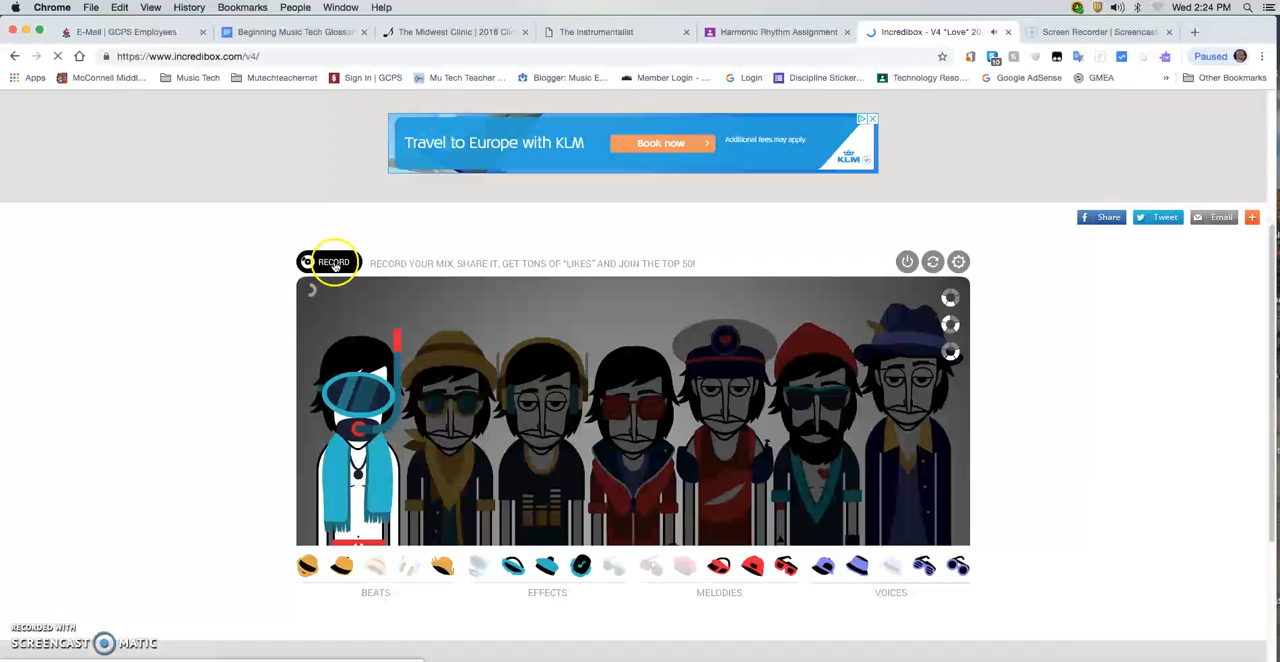 Chrome File Edit View History Bookmarks People Window Help Wed 2:24 PM
E-Mail | GCPS Employees Beginning Music Tech Glossa The Midwest Clinic | 2018 Cli The Instrumentalist Harmonic Rhythm Assignment Incredibox - V4 "Love" 20 Screen Recorder | Screencast
https://www.incredibox.com/v4/ Paused
Apps McConnell Middl... Music Tech Mutechteachernet Sign In | GCPS Mu Tech Teacher ... Blogger: Music E... Member Login - ... Login Discipline Sticker... Technology Reso... Google AdSense GMEA » Other Bookmarks
Travel to Europe with KLM Book now › Additional fees may apply. KLM
Share Tweet Email
RECORD RECORD YOUR MIX, SHARE IT, GET TONS OF "LIKES" AND JOIN THE TOP 50!
BEATS EFFECTS MELODIES VOICES
RECORDED WITH
SCREENCAST MATIC